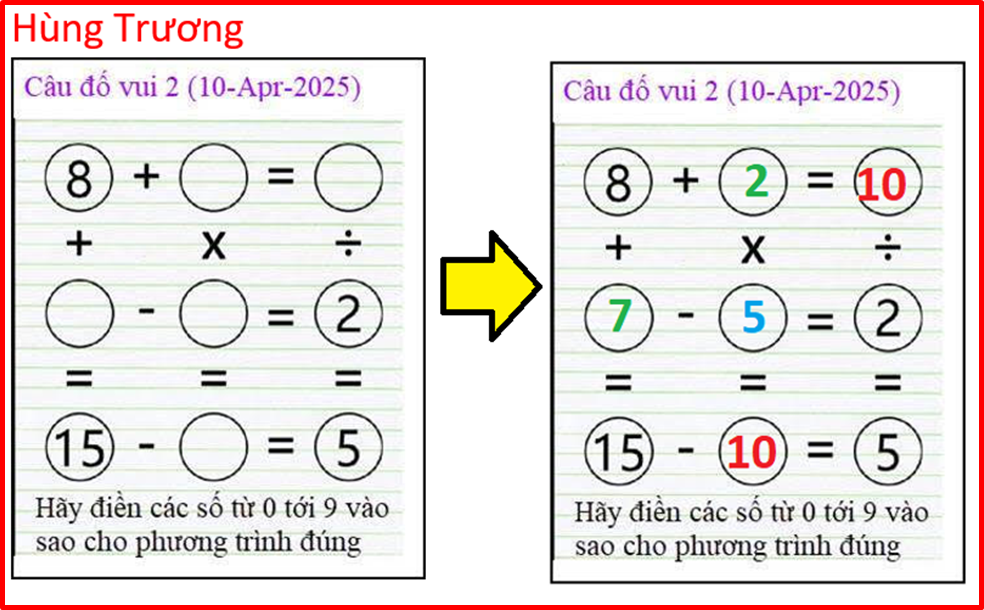 Hùng Trương
Câu đố vui 2 (10-Apr-2025)
8 + =
+ x ÷
- = 2
= = =
15 - = 5
Hãy điền các số từ 0 tới 9 vào
sao cho phương trình đúng
Câu đố vui 2 (10-Apr-2025)
8 + 2 = 10
+ x ÷
7 - 5 = 2
= = =
15 - 10 = 5
Hãy điền các số từ 0 tới 9 vào
sao cho phương trình đúng